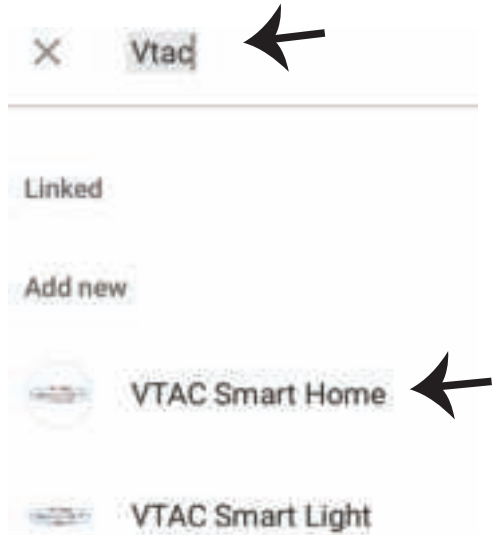 Vtac
Linked
Add new
VTAC Smart Home
VTAC Smart Light